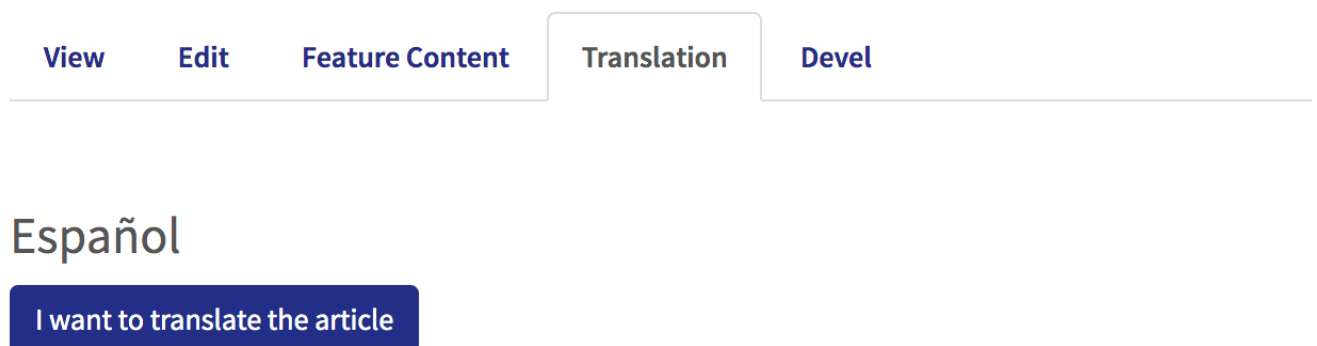 View Edit Feature Content Translation Devel
Español
I want to translate the article